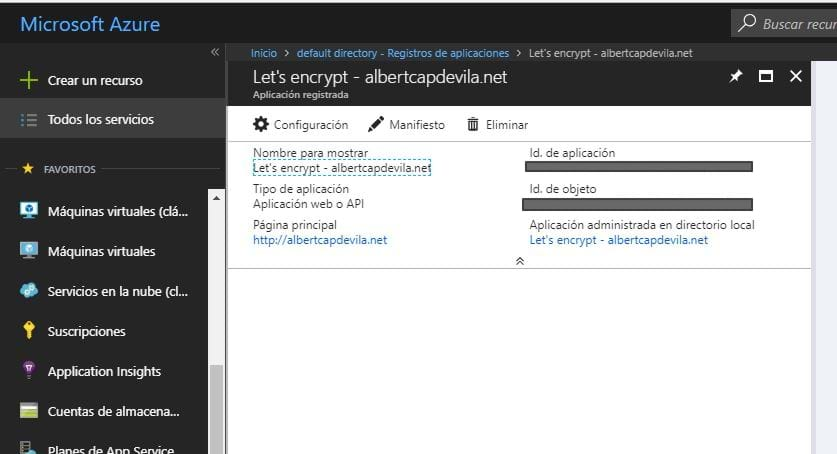 Microsoft Azure
Buscar recur
Inicio > default directory - Registros de aplicaciones > Let's encrypt - albertcapdevila.net
Crear un recurso
Todos los servicios
FAVORITOS
Máquinas virtuales (clá...
Máquinas virtuales
Servicios en la nube (cl...
Suscripciones
Application Insights
Cuentas de almacena...
Planes de App Service
Let's encrypt - albertcapdevila.net
Aplicación registrada
Configuración
Manifiesto
Eliminar
Nombre para mostrar
Let's encrypt - albertcapdevila.net
Id. de aplicación
Tipo de aplicación
Aplicación web o API
Id. de objeto
Página principal
http://albertcapdevila.net
Aplicación administrada en directorio local
Let's encrypt - albertcapdevila.net